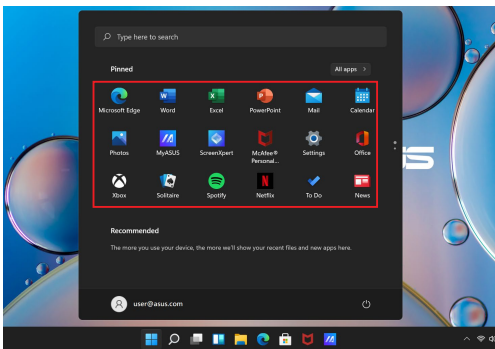 Type here to search
Pinned
All apps >
Microsoft Edge Word Excel PowerPoint Mail Calendar
Photos MyASUS ScreenXpert McAfee® Personal... Settings Office
Xbox Solitaire Spotify Netflix To Do News
Recommended
The more you use your device, the more we'll show your recent files and new apps here.
user@asus.com